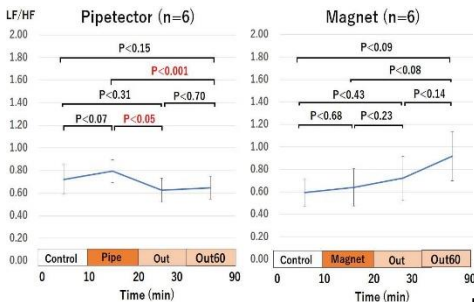 LF/HF
Pipetector (n=6)
2.00
1.80
1.60
1.40
1.20
1.00
0.80
0.60
0.40
0.20
0.00
P<0.15
P<0.001
P<0.31
P<0.70
P<0.07
P<0.05
Control
Pipe
Out
Out60
0
10
20
30
90
Time (min)
Magnet (n=6)
2.00
1.80
1.60
1.40
1.20
1.00
0.80
0.60
0.40
0.20
0.00
P<0.09
P<0.08
P<0.43
P<0.14
P<0.68
P<0.23
Control
Magnet
Out
Out60
0
10
20
30
90
Time (min)